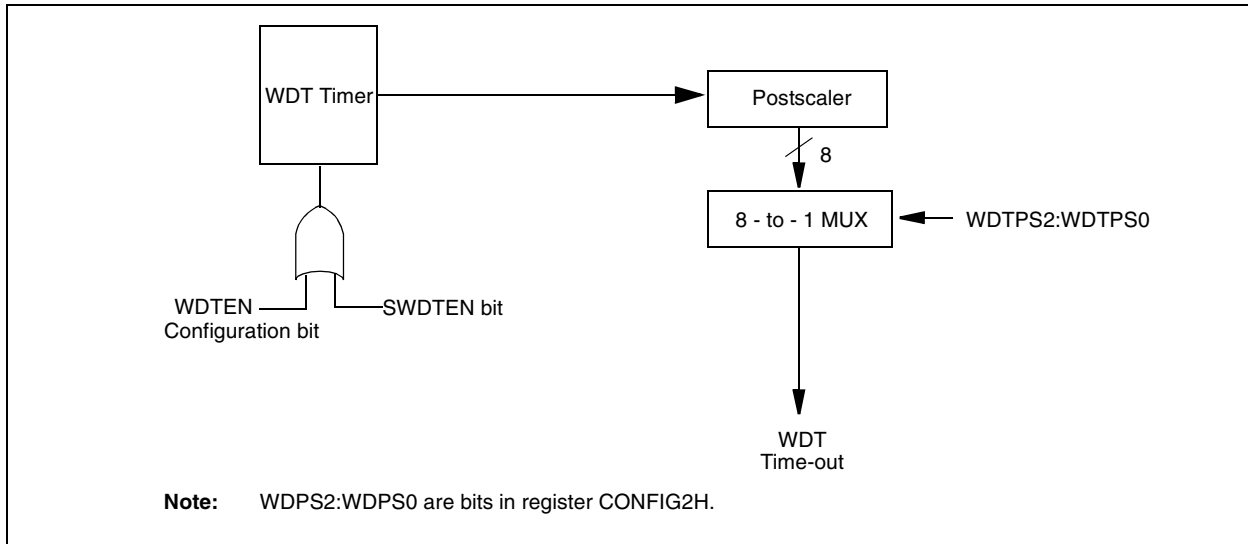 WDT Timer
Postscaler
8
8 - to - 1 MUX
WDTPS2:WDTPS0
WDTEN
Configuration bit
SWDTEN bit
WDT
Time-out
Note: WDPS2:WDPS0 are bits in register CONFIG2H.